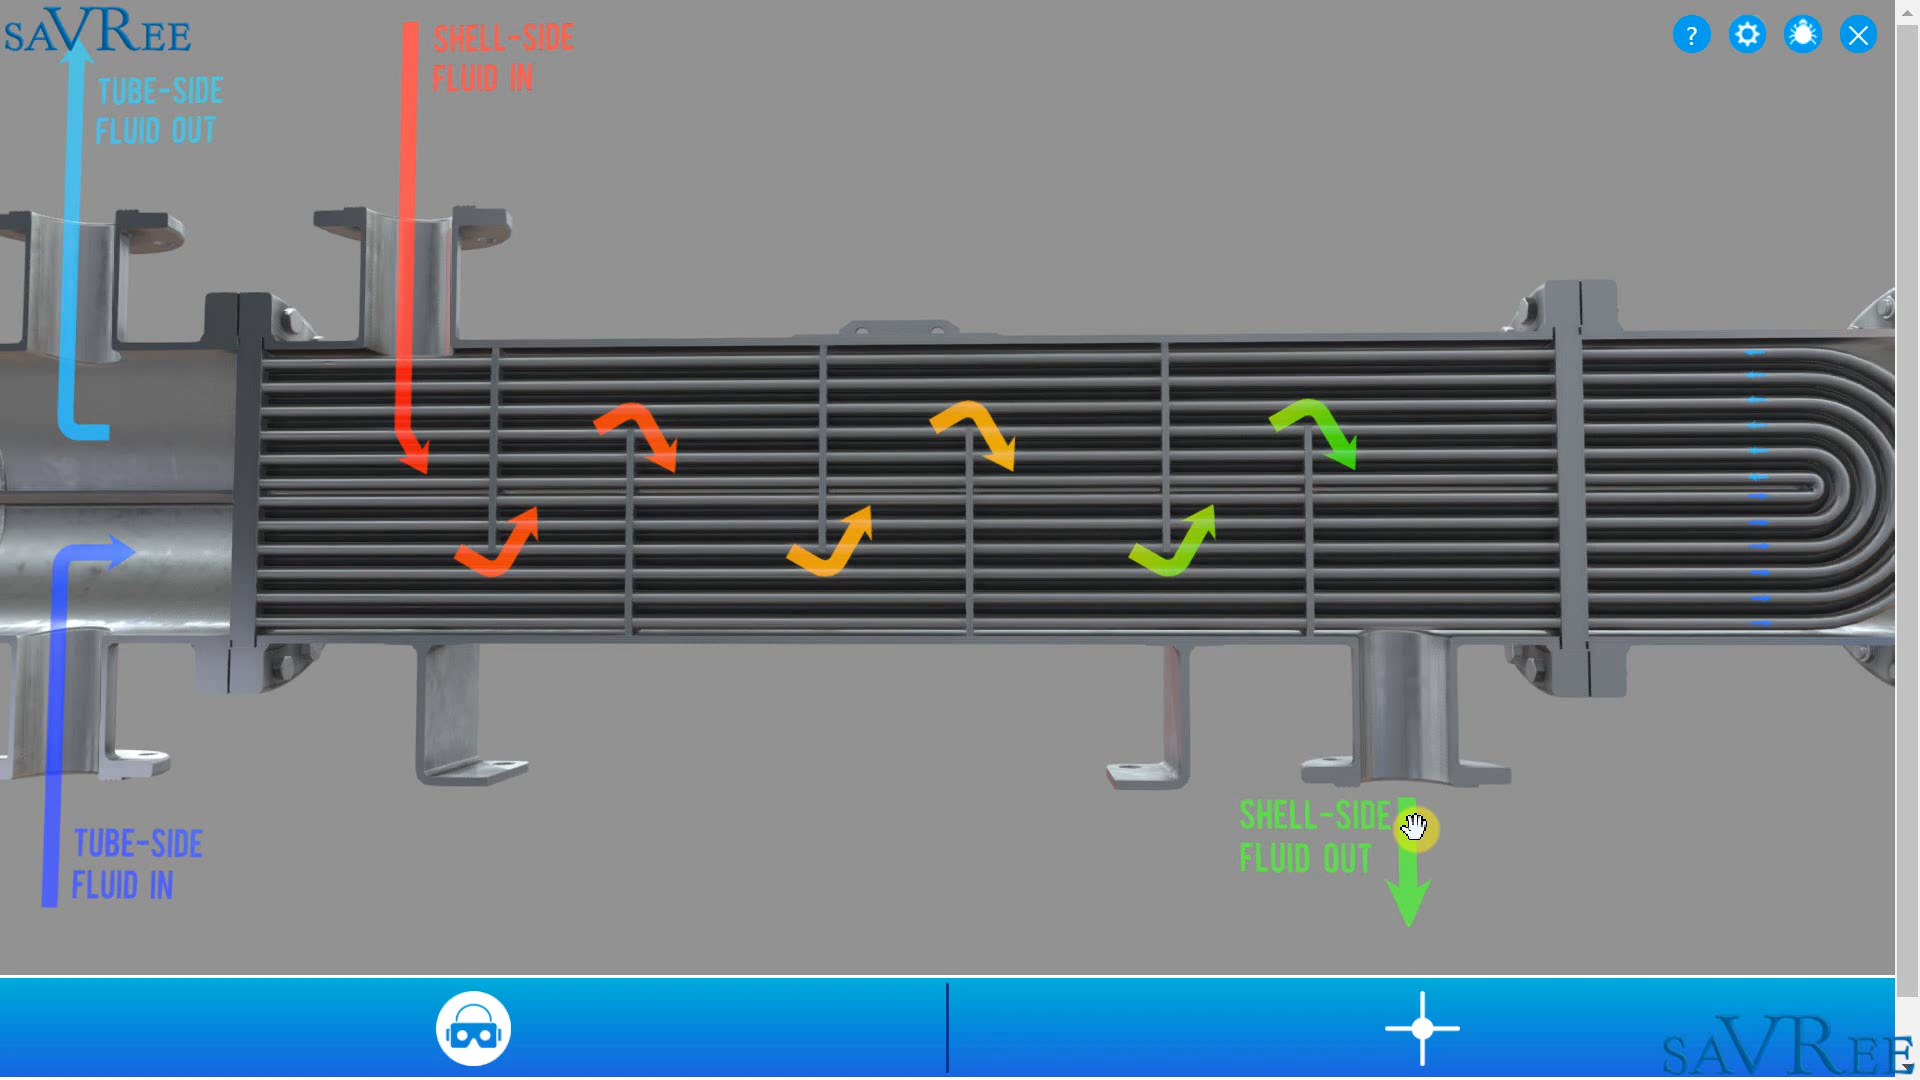 saVRee
TUBE-SIDE
FLUID OUT
SHELL-SIDE
FLUID IN
?
TUBE-SIDE
FLUID IN
SHELL-SIDE
FLUID OUT
saVRee